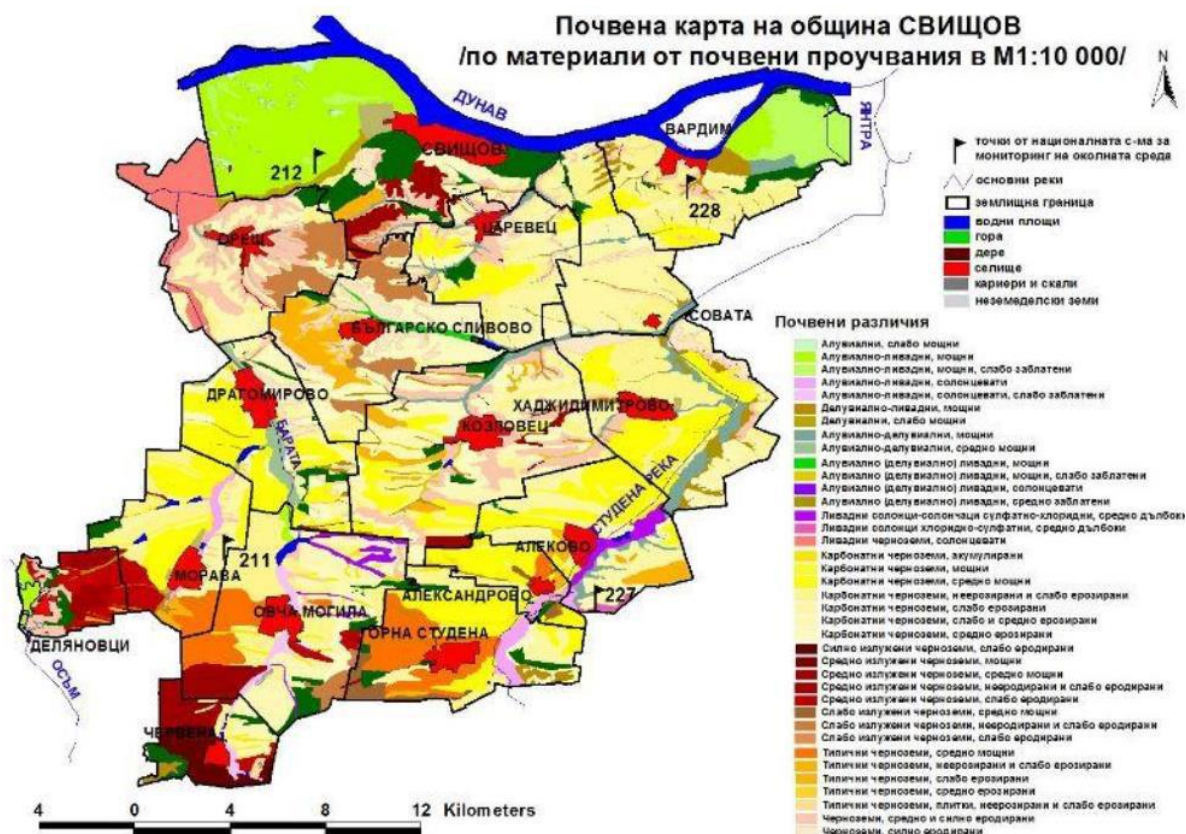 Почвена карта на община СВИЩОВ
/по материали от почвени проучвания в М1:10 000/
N
ДУНАВ
ЯНТРА
ВАРДИМ
СВИЩОВ
212
228
ЦАРЕВЕЦ
ОРЕШ
СОВАТА
БЪЛГАРСКО СЛИВОВО
ДРАГОМИРОВО
БАРАТА
ХАДЖИДИМИТРОВО
КОЗЛОВЕЦ
СТУДЕНА РЕКА
АЛЕКОВО
211
МОРАВА
АЛЕКСАНДРОВО
227
ОВЧА МОГИЛА
ГОРНА СТУДЕНА
ДЕЛЯНОВЦИ
ОСЪМ
ЧЕРВЕНА
4 0 4 8 12 Kilometers
точки от националната с-ма за
мониторинг на околната среда
основни реки
землищна граница
водни площи
гора
дере
селище
кариери и скали
неземеделски земи
Почвени различия
Алувиални, слабо мощни
Алувиално-ливадни, мощни
Алувиално-ливадни, мощни, слабо заблатени
Алувиално-ливадни, солонцевати
Алувиално-ливадни, солонцевати, слабо заблатени
Делувиално-ливадни, мощни
Делувиални, слабо мощни
Алувиално-делувиални, мощни
Алувиално-делувиални, средно мощни
Алувиално (делувиално) ливадни, мощни
Алувиално (делувиално) ливадни, мощни, слабо заблатени
Алувиално (делувиално) ливадни, солонцевати
Алувиално (делувиално) ливадни, средно заблатени
Ливадни солонци-солончаци сулфатно-хлоридни, средно дълбоки
Ливадни солонци хлоридно-сулфатни, средно дълбоки
Ливадни черноземи, солонцевати
Карбонатни черноземи, акумулирани
Карбонатни черноземи, мощни
Карбонатни черноземи, средно мощни
Карбонатни черноземи, неерозирани и слабо ерозирани
Карбонатни черноземи, слабо ерозирани
Карбонатни черноземи, слабо и средно ерозирани
Карбонатни черноземи, средно ерозирани
Силно излужени черноземи, слабо еродирани
Средно излужени черноземи, мощни
Средно излужени черноземи, средно мощни
Средно излужени черноземи, нееродирани и слабо еродирани
Средно излужени черноземи, слабо еродирани
Слабо излужени черноземи, средно мощни
Слабо излужени черноземи, нееродирани и слабо еродирани
Слабо излужени черноземи, слабо еродирани
Типични черноземи, средно мощни
Типични черноземи, неерозирани и слабо ерозирани
Типични черноземи, слабо ерозирани
Типични черноземи, средно ерозирани
Типични черноземи, плитки, неерозирани и слабо ерозирани
Черноземи, средно и силно еродирани
Черноземи, силно еродирани